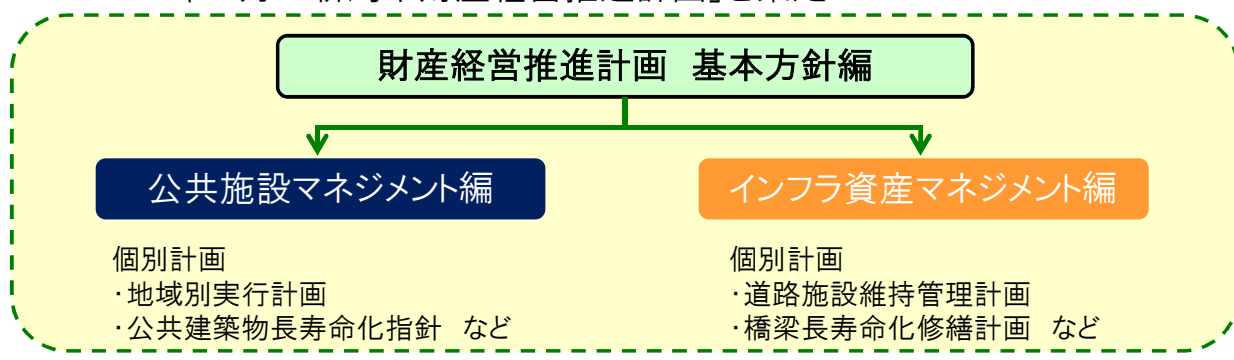 財産経営推進計画　基本方針編
公共施設マネジメント編
インフラ資産マネジメント編
個別計画
・地域別実行計画
・公共建築物長寿命化指針　など
個別計画
・道路施設維持管理計画
・橋梁長寿命化修繕計画　など